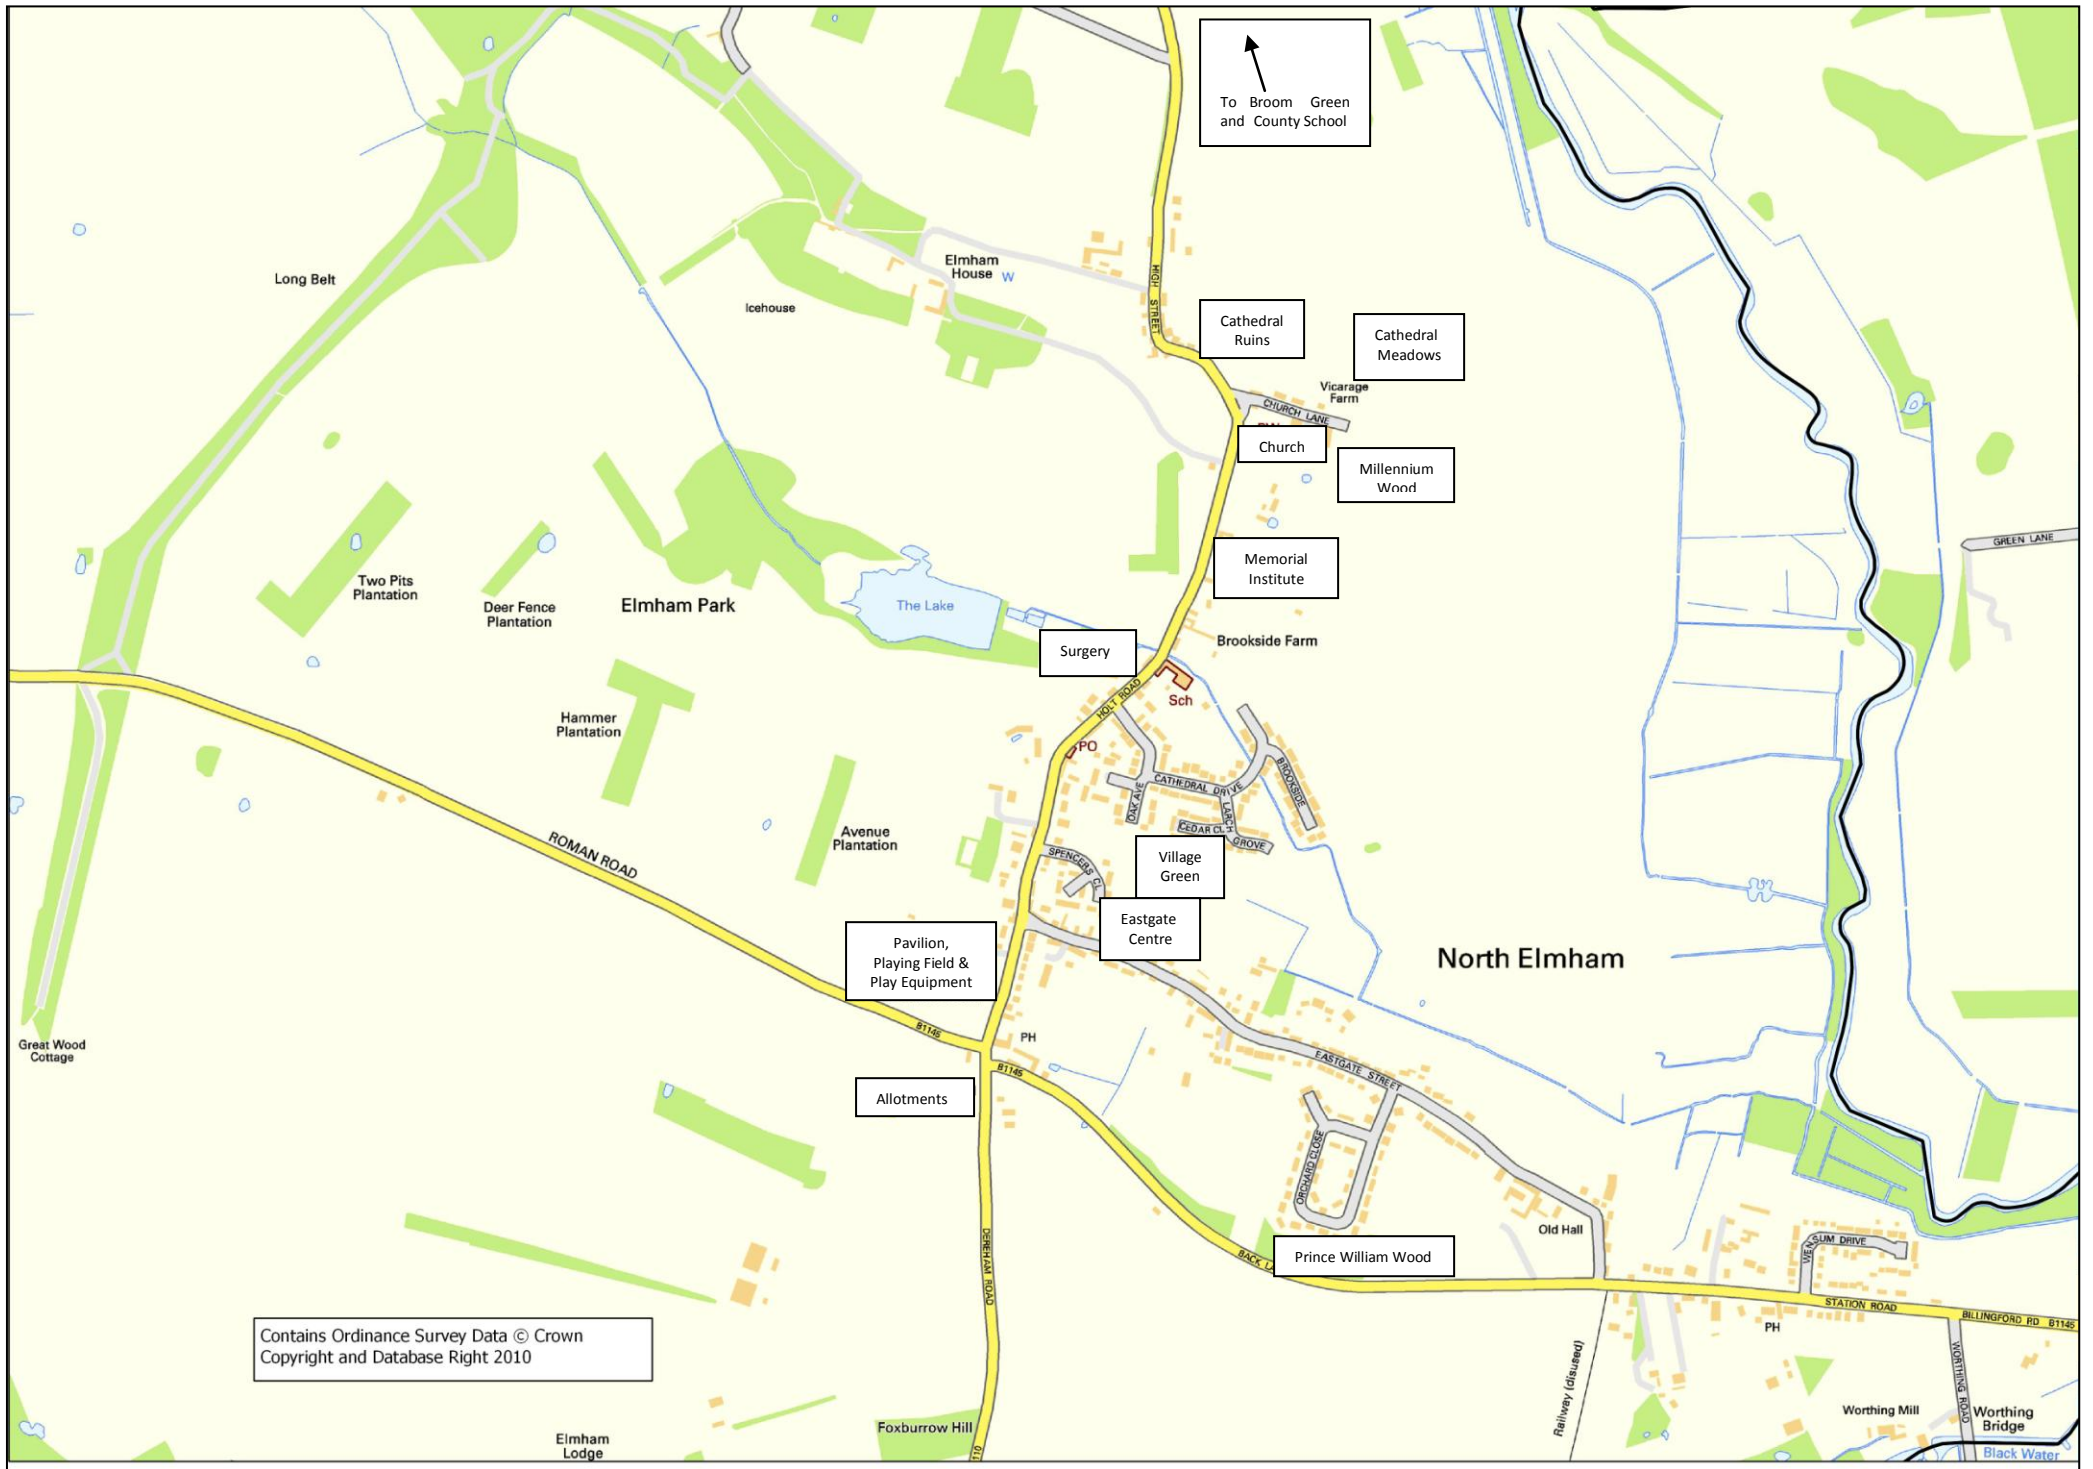 To Broom Green
and County School
Long Belt
Elmham
House
W
Icehouse
HIGH STREET
Cathedral
Ruins
Cathedral
Meadows
Vicarage
Farm
CHURCH LANE
Church
Millennium
Wood
GREEN LANE
Memorial
Institute
Two Pits
Plantation
Deer Fence
Plantation
Elmham Park
The Lake
Surgery
Brookside Farm
Sch
HOLT ROAD
Hammer
Plantation
PO
CATHEDRAL DRIVE
BROOKSIDE
OAK AVE
LARCH GROVE
CEDAR CL
Avenue
Plantation
ROMAN ROAD
SPENCERS CL
Village
Green
Eastgate
Centre
Pavilion,
Playing Field &
Play Equipment
North Elmham
B1145
PH
Great Wood
Cottage
B1145
EASTGATE STREET
Allotments
ORCHARD CLOSE
Old Hall
DEREHAM ROAD
BACK
Prince William Wood
WENSUM DRIVE
STATION ROAD
BILLINGFORD RD B1145
PH
Contains Ordinance Survey Data © Crown
Copyright and Database Right 2010
Railway (disused)
WORTHING ROAD
Worthing Mill
Worthing
Bridge
Black Water
Foxburrow Hill
Elmham
Lodge